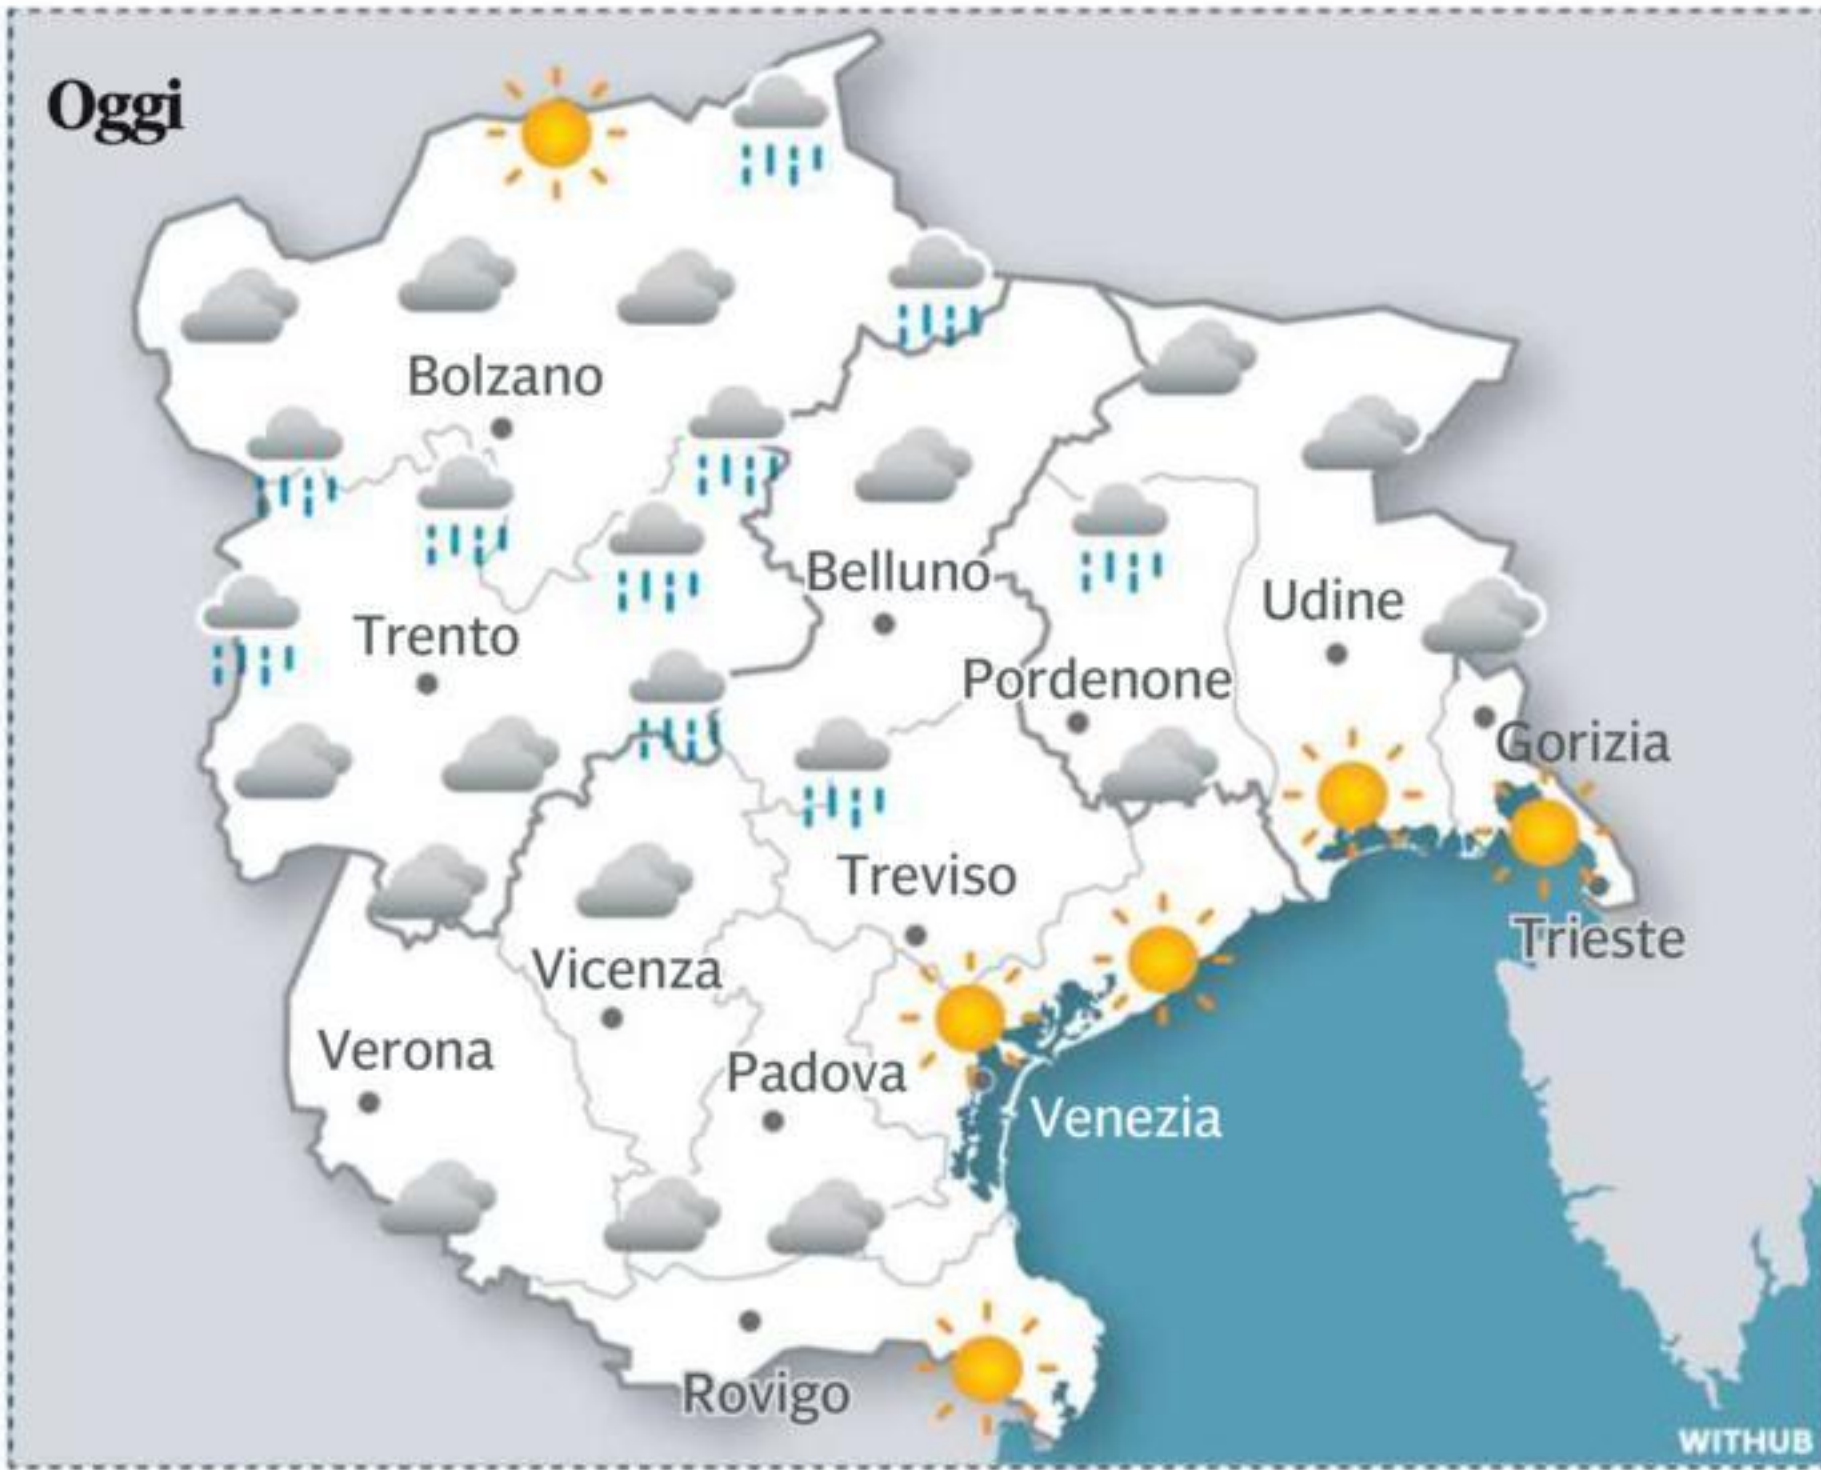 Oggi
Bolzano
Belluno
Udine
Trento
Pordenone
Gorizia
Treviso
Trieste
Vicenza
Verona
Padova
Venezia
Rovigo
WITHUB